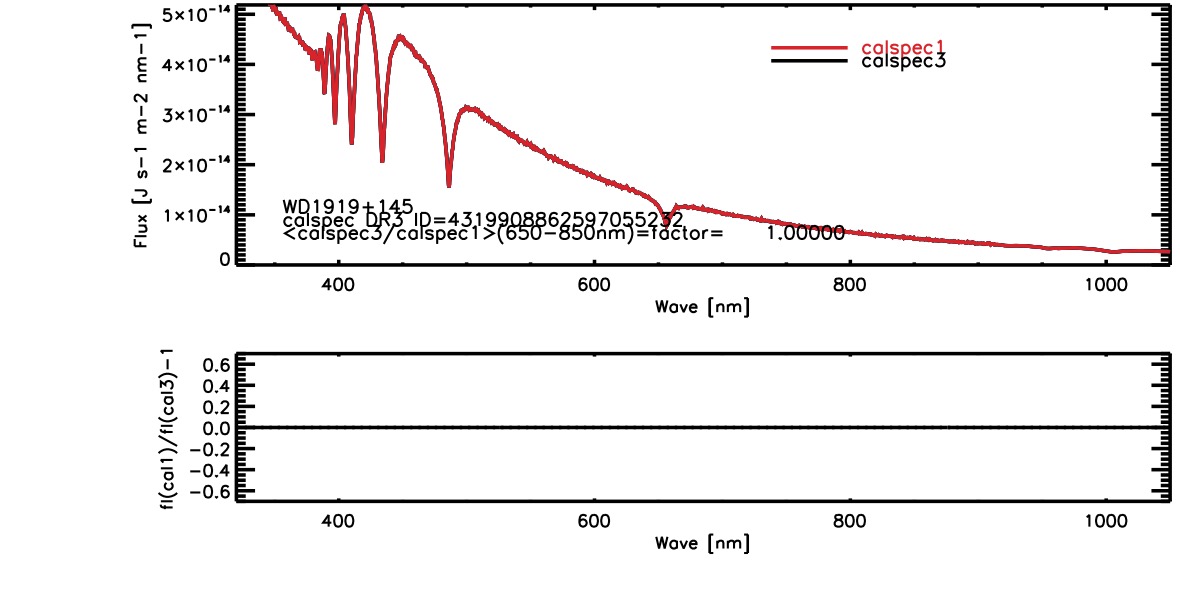 Flux [J s−1 m−2 nm−1]
5×10⁻¹⁴
4×10⁻¹⁴
3×10⁻¹⁴
2×10⁻¹⁴
1×10⁻¹⁴
0
calspec1
calspec3
WD1919+145
calspec DR3 ID=4319908862597055232
<calspec3/calspec1>(650−850nm)=factor= 1.00000
400 600 800 1000
Wave [nm]
fl(cal1)/fl(cal3)−1
0.6
0.4
0.2
0.0
−0.2
−0.4
−0.6
400 600 800 1000
Wave [nm]